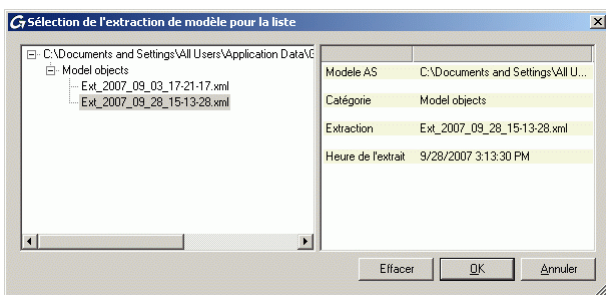 Sélection de l'extraction de modèle pour la liste
C:\Documents and Settings\All Users\Application Data\G
Model objects
Ext_2007_09_03_17-21-17.xml
Ext_2007_09_28_15-13-28.xml
Modele AS C:\Documents and Settings\All U...
Catégorie Model objects
Extraction Ext_2007_09_28_15-13-28.xml
Heure de l'extrait 9/28/2007 3:13:30 PM
Effacer OK Annuler